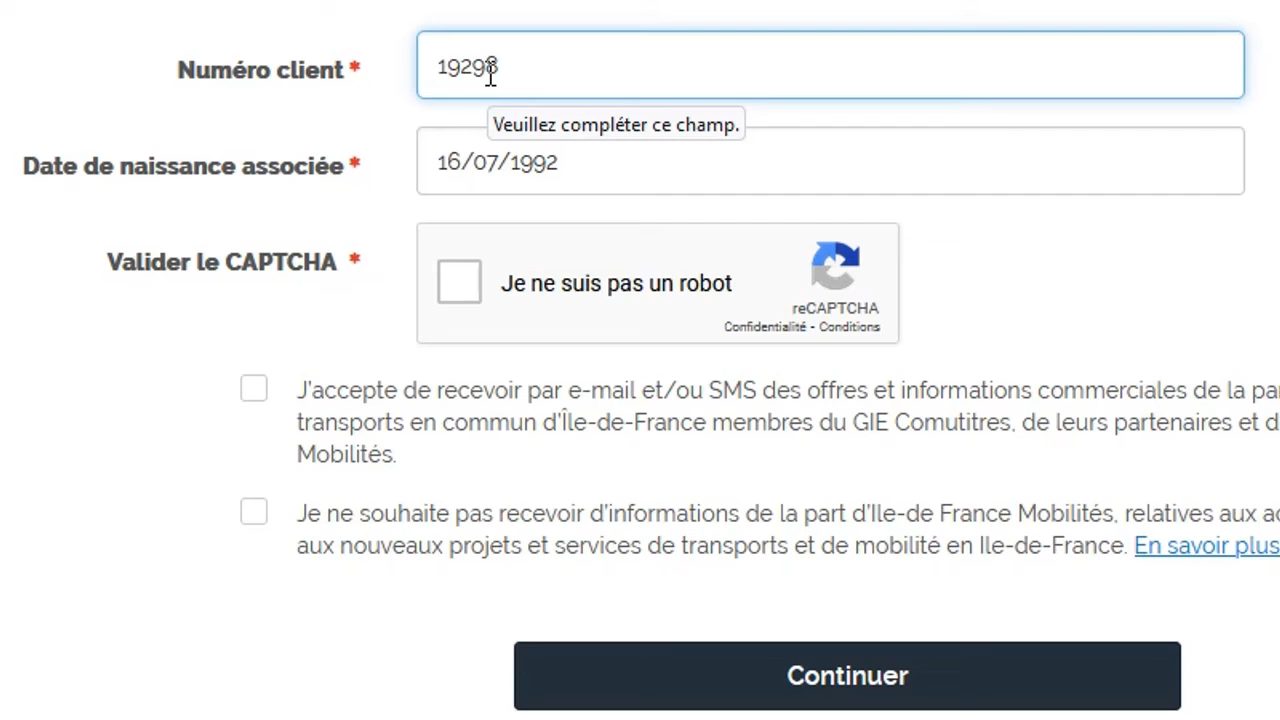 Numéro client *
19298
Veuillez compléter ce champ.
Date de naissance associée *
16/07/1992
Valider le CAPTCHA *
Je ne suis pas un robot
reCAPTCHA
Confidentialité - Conditions
J'accepte de recevoir par e-mail et/ou SMS des offres et informations commerciales de la
transports en commun d'Île-de-France membres du GIE Comutitres, de leurs partenaires et
Mobilités.
Je ne souhaite pas recevoir d'informations de la part d'Ile-de France Mobilités, relatives aux
aux nouveaux projets et services de transports et de mobilité en Ile-de-France. En savoir plus
Continuer